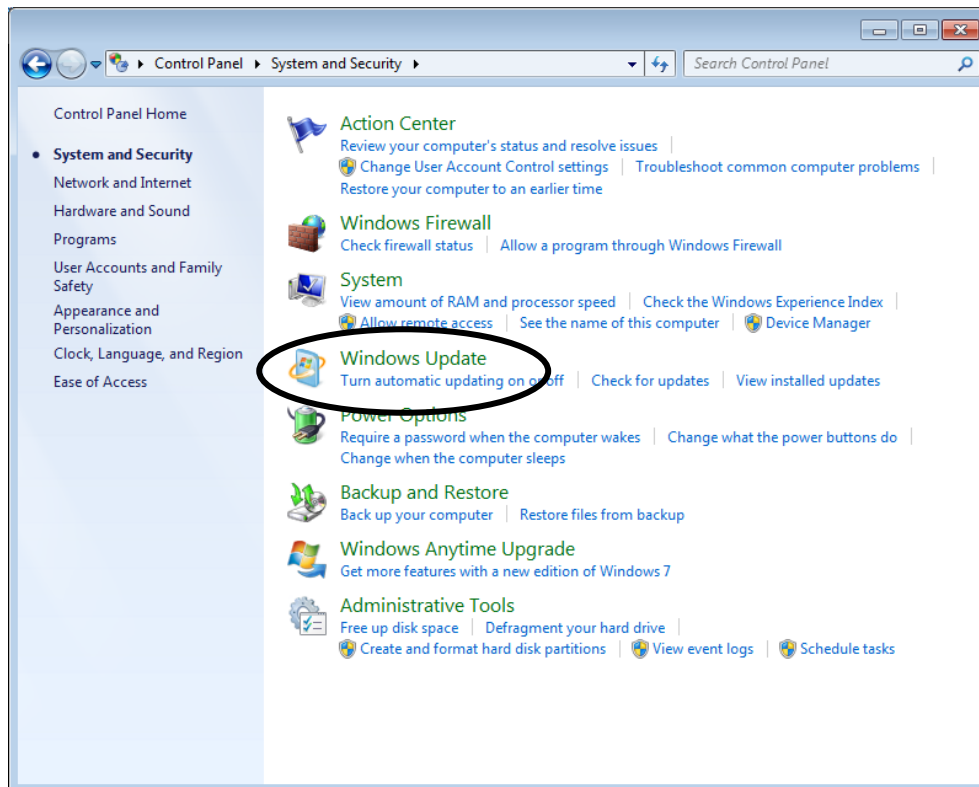 Control Panel System and Security
Search Control Panel
Control Panel Home
System and Security
Network and Internet
Hardware and Sound
Programs
User Accounts and Family
Safety
Appearance and
Personalization
Clock, Language, and Region
Ease of Access
Action Center
Review your computer's status and resolve issues
Change User Account Control settings Troubleshoot common computer problems
Restore your computer to an earlier time
Windows Firewall
Check firewall status Allow a program through Windows Firewall
System
View amount of RAM and processor speed Check the Windows Experience Index
Allow remote access See the name of this computer Device Manager
Windows Update
Turn automatic updating on or off Check for updates View installed updates
Power Options
Require a password when the computer wakes Change what the power buttons do
Change when the computer sleeps
Backup and Restore
Back up your computer Restore files from backup
Windows Anytime Upgrade
Get more features with a new edition of Windows 7
Administrative Tools
Free up disk space Defragment your hard drive
Create and format hard disk partitions View event logs Schedule tasks